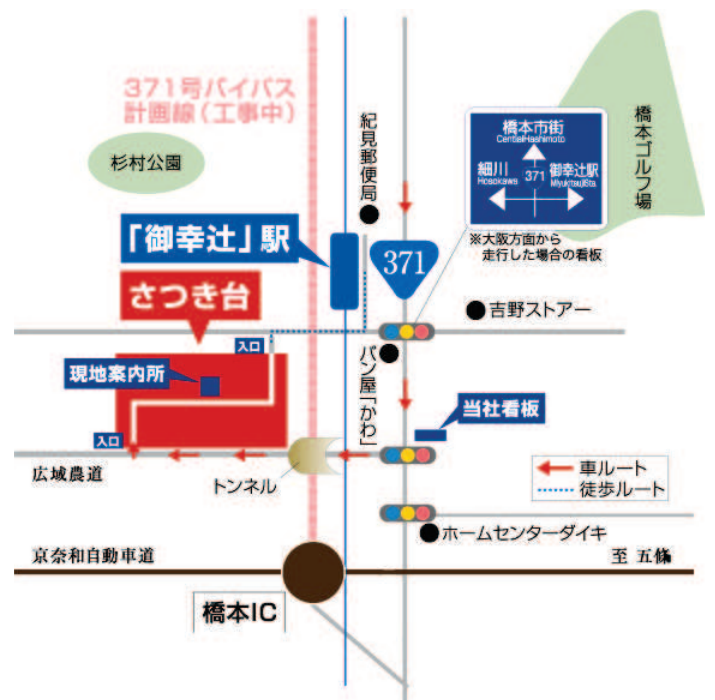 371号バイパス
計画線（工事中）
杉村公園
紀見郵便局
橋本市街
CentralHashimoto
細川
Hosokawa
371
御幸辻駅
MiyukitsujiSta.
橋本ゴルフ場
※大阪方面から
走行した場合の看板
「御幸辻」駅
371
さつき台
吉野ストアー
入口
現地案内所
パン屋「かわ」
当社看板
入口
広域農道
トンネル
車ルート
徒歩ルート
ホームセンターダイキ
京奈和自動車道
至 五條
橋本IC